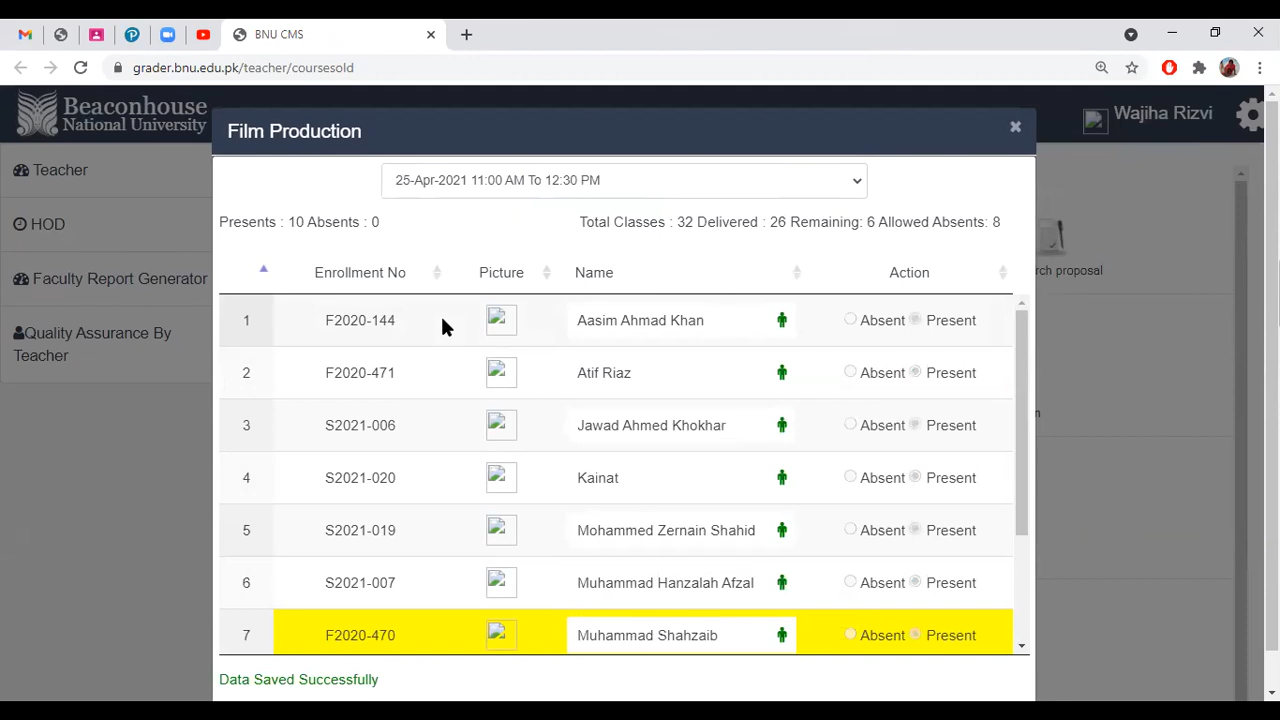 BNU CMS
grader.bnu.edu.pk/teacher/coursesold
Beaconhouse
National University
Wajiha Rizvi
Teacher
HOD
Faculty Report Generator
Quality Assurance By
Teacher
Film Production
25-Apr-2021 11:00 AM To 12:30 PM
Presents : 10 Absents : 0 Total Classes : 32 Delivered : 26 Remaining: 6 Allowed Absents: 8
Enrollment No Picture Name Action
1 F2020-144 Aasim Ahmad Khan Absent Present
2 F2020-471 Atif Riaz Absent Present
3 S2021-006 Jawad Ahmed Khokhar Absent Present
4 S2021-020 Kainat Absent Present
5 S2021-019 Mohammed Zernain Shahid Absent Present
6 S2021-007 Muhammad Hanzalah Afzal Absent Present
7 F2020-470 Muhammad Shahzaib Absent Present
Data Saved Successfully
proposal